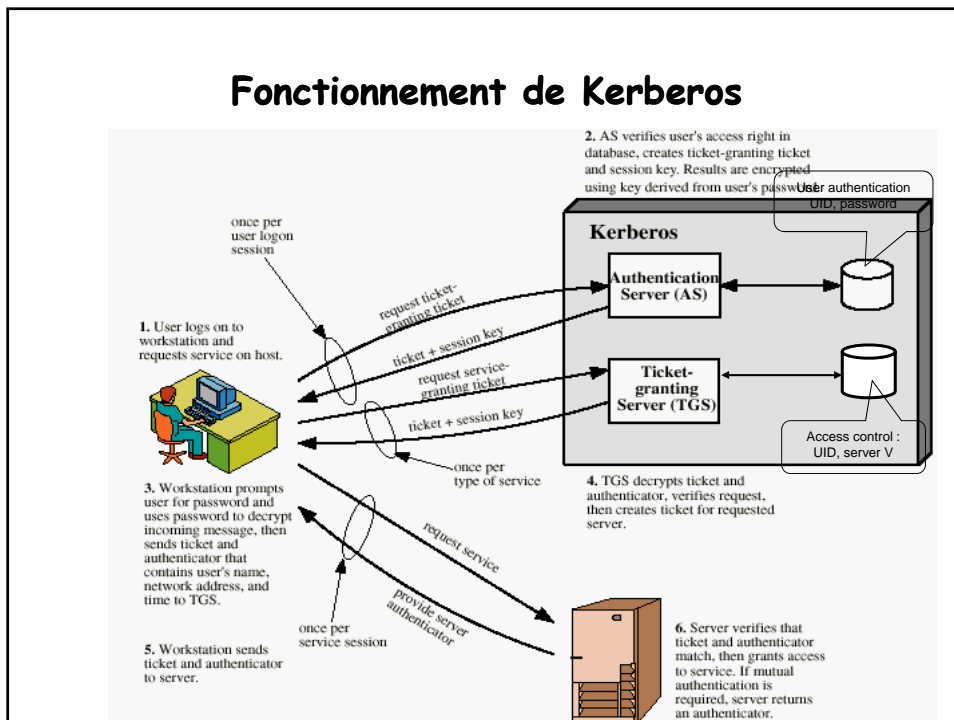 Fonctionnement de Kerberos
2. AS verifies user's access right in
database, creates ticket-granting ticket
and session key. Results are encrypted
using key derived from user's password.
User authentication
UID, password
once per
user logon
session
Kerberos
Authentication
Server (AS)
request ticket-
granting ticket
1. User logs on to
workstation and
requests service on host.
ticket + session key
request service-
granting ticket
Ticket-
granting
Server (TGS)
ticket + session key
Access control :
UID, server V
once per
type of service
3. Workstation prompts
user for password and
uses password to decrypt
incoming message, then
sends ticket and
authenticator that
contains user's name,
network address, and
time to TGS.
4. TGS decrypts ticket and
authenticator, verifies request,
then creates ticket for requested
server.
request service
provide server
authenticator
once per
service session
5. Workstation sends
ticket and authenticator
to server.
6. Server verifies that
ticket and authenticator
match, then grants access
to service. If mutual
authentication is
required, server returns
an authenticator.